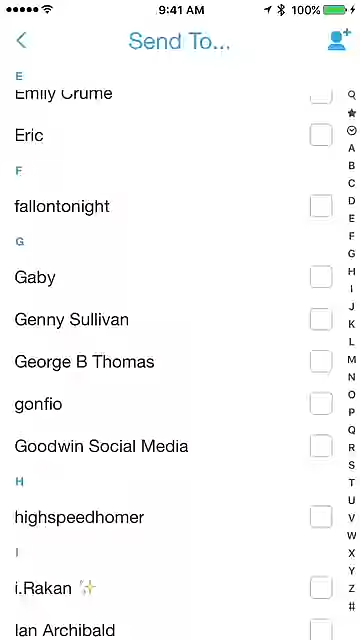 9:41 AM
100%
Send To...
E
Emily Crume
Eric
F
fallontonight
G
Gaby
Genny Sullivan
George B Thomas
gonfio
Goodwin Social Media
H
highspeedhomer
I
i.Rakan ✨
Ian Archibald
A
B
C
D
E
F
G
H
I
J
K
L
M
N
O
P
Q
R
S
T
U
V
W
X
Y
Z
#